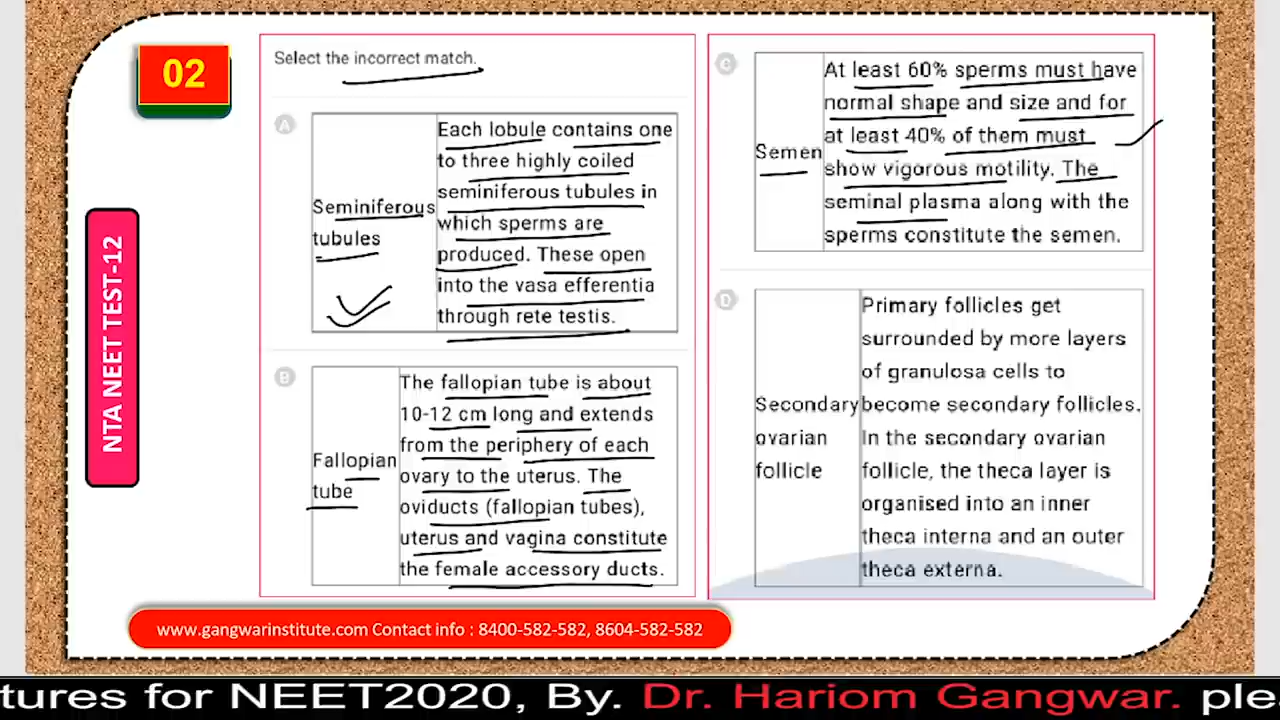 02
NTA NEET TEST-12
Select the incorrect match.
A
Seminiferous
tubules
Each lobule contains one
to three highly coiled
seminiferous tubules in
which sperms are
produced. These open
into the vasa efferentia
through rete testis.
B
Fallopian
tube
The fallopian tube is about
10-12 cm long and extends
from the periphery of each
ovary to the uterus. The
oviducts (fallopian tubes),
uterus and vagina constitute
the female accessory ducts.
C
Semen
At least 60% sperms must have
normal shape and size and for
at least 40% of them must
show vigorous motility. The
seminal plasma along with the
sperms constitute the semen.
D
Secondary
ovarian
follicle
Primary follicles get
surrounded by more layers
of granulosa cells to
become secondary follicles.
In the secondary ovarian
follicle, the theca layer is
organised into an inner
theca interna and an outer
theca externa.
www.gangwarinstitute.com Contact info : 8400-582-582, 8604-582-582
tures for NEET2020, By. Dr. Hariom Gangwar. ple